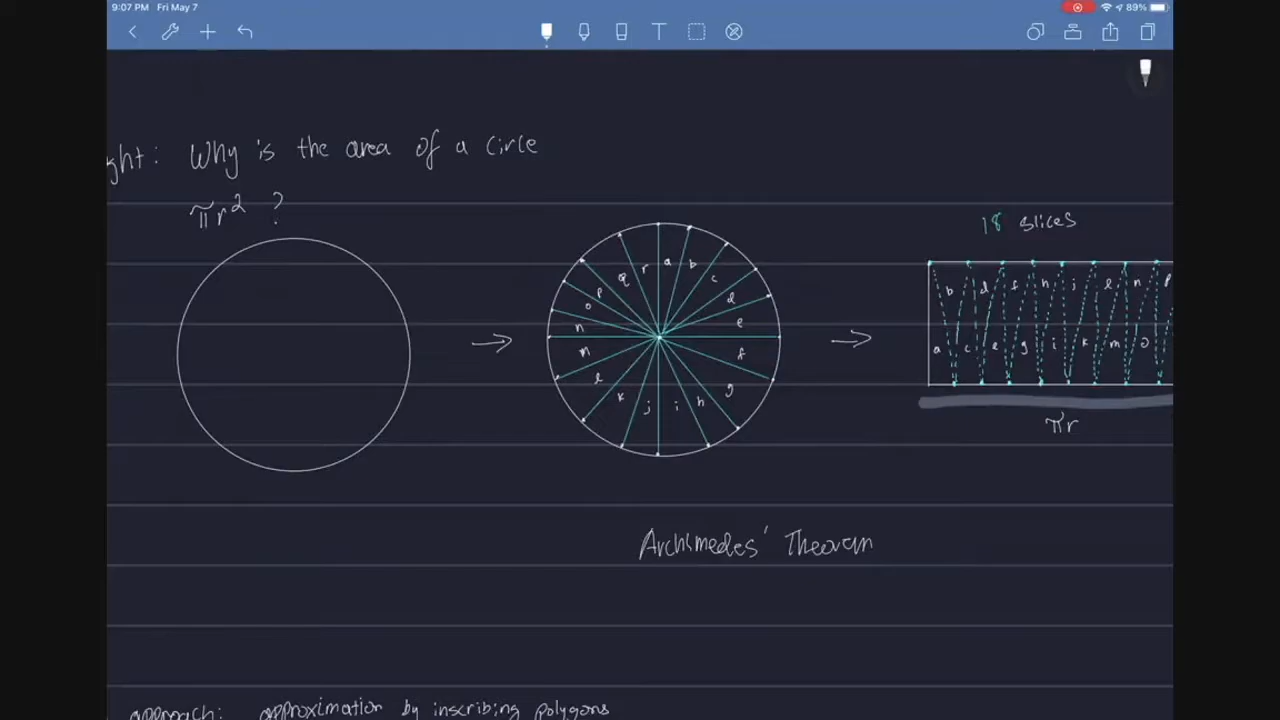 9:07 PM Fri May 7
89%
ght: Why is the area of a circle
πr² ?
18 slices
a
b
c
d
e
f
g
h
i
j
k
l
m
n
o
p
q
r
b d f h j l n p
a c e g i k m o
πr
Archimedes' Theorem
approach: approximation by inscribing polygons